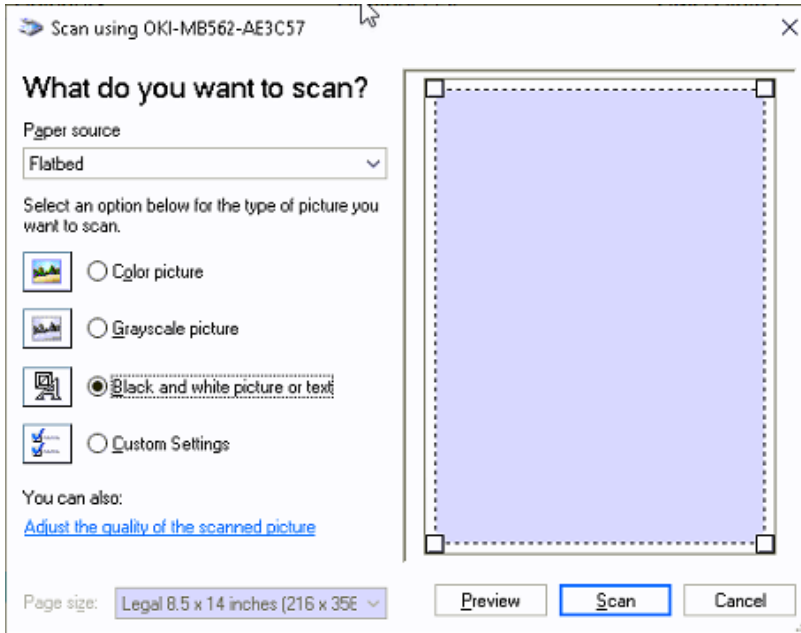 Scan using OKI-MB562-AE3C57
What do you want to scan?
Paper source
Flatbed
Select an option below for the type of picture you
want to scan.
Color picture
Grayscale picture
Black and white picture or text
Custom Settings
You can also:
Adjust the quality of the scanned picture
Page size: Legal 8.5 x 14 inches (216 x 356
Preview Scan Cancel